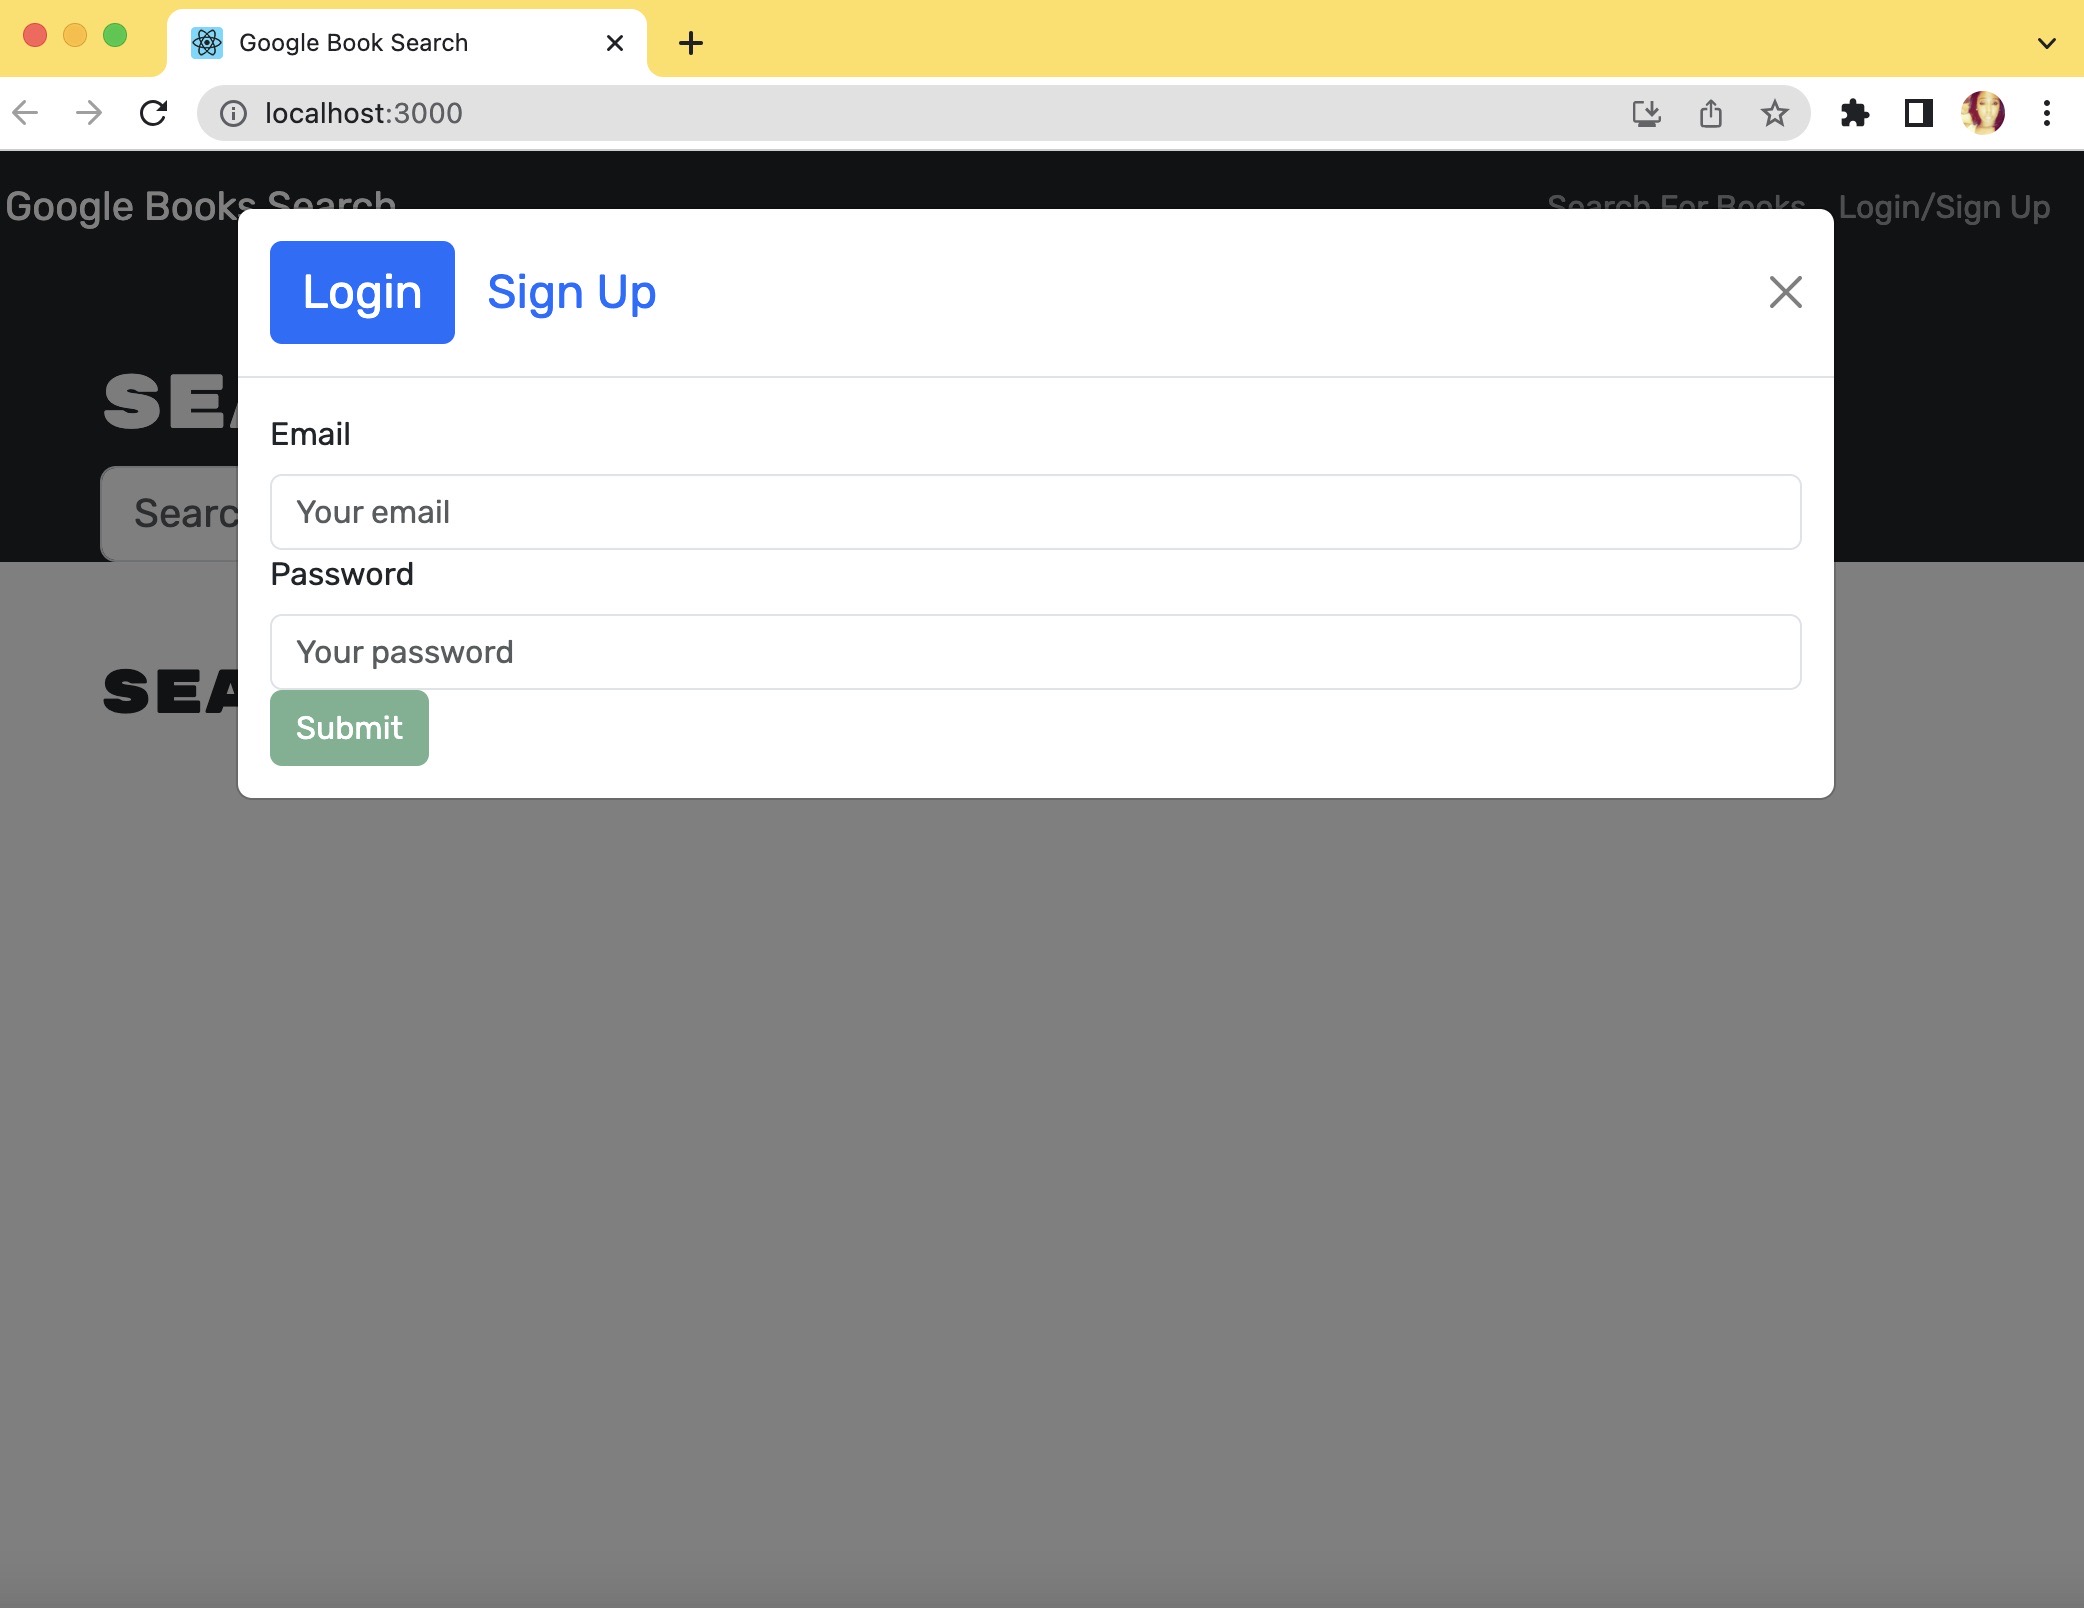 Google Book Search
localhost:3000
Google Books Search
Search For Books
Login/Sign Up
Login
Sign Up
SEA
Email
Searc
Your email
Password
Your password
SEA
Submit